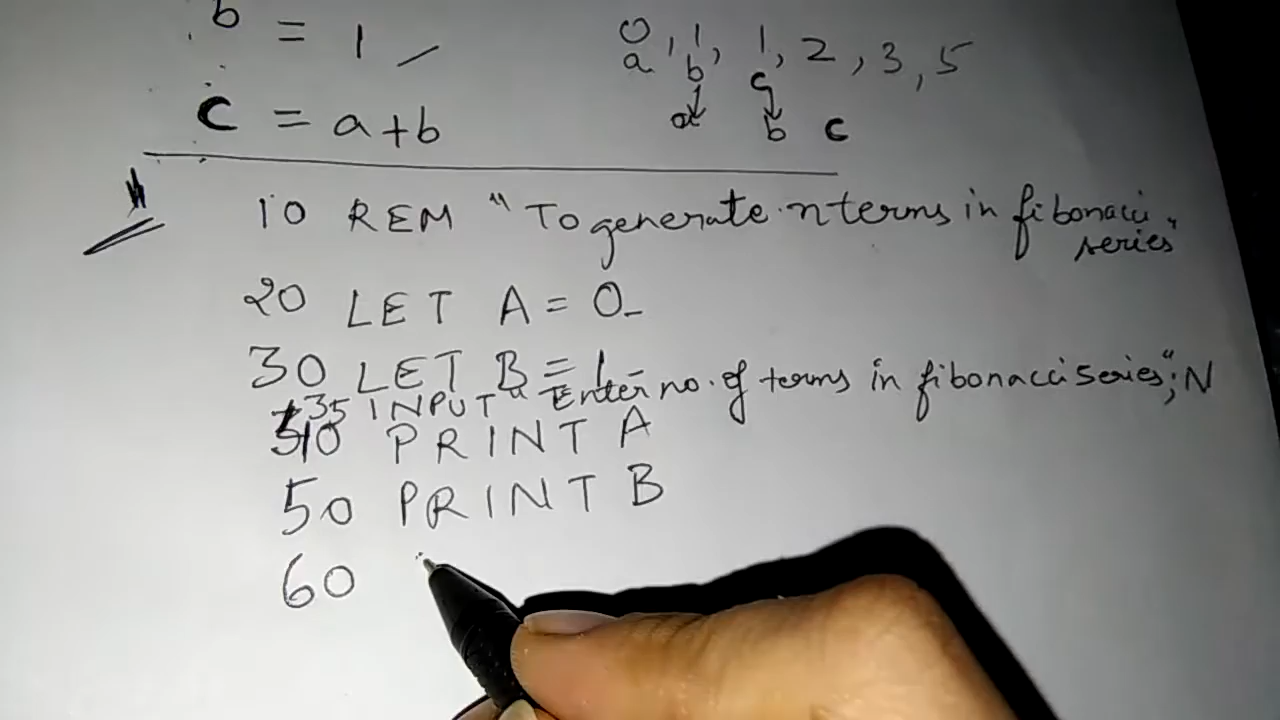 b = 1
0, 1, 1, 2, 3, 5
a b c
c = a+b
a b c
10 REM "To generate n terms in fibonacci
series"
20 LET A = 0
30 LET B = 1
35 INPUT "Enter no. of terms in fibonacci series"; N
40 PRINT A
50 PRINT B
60